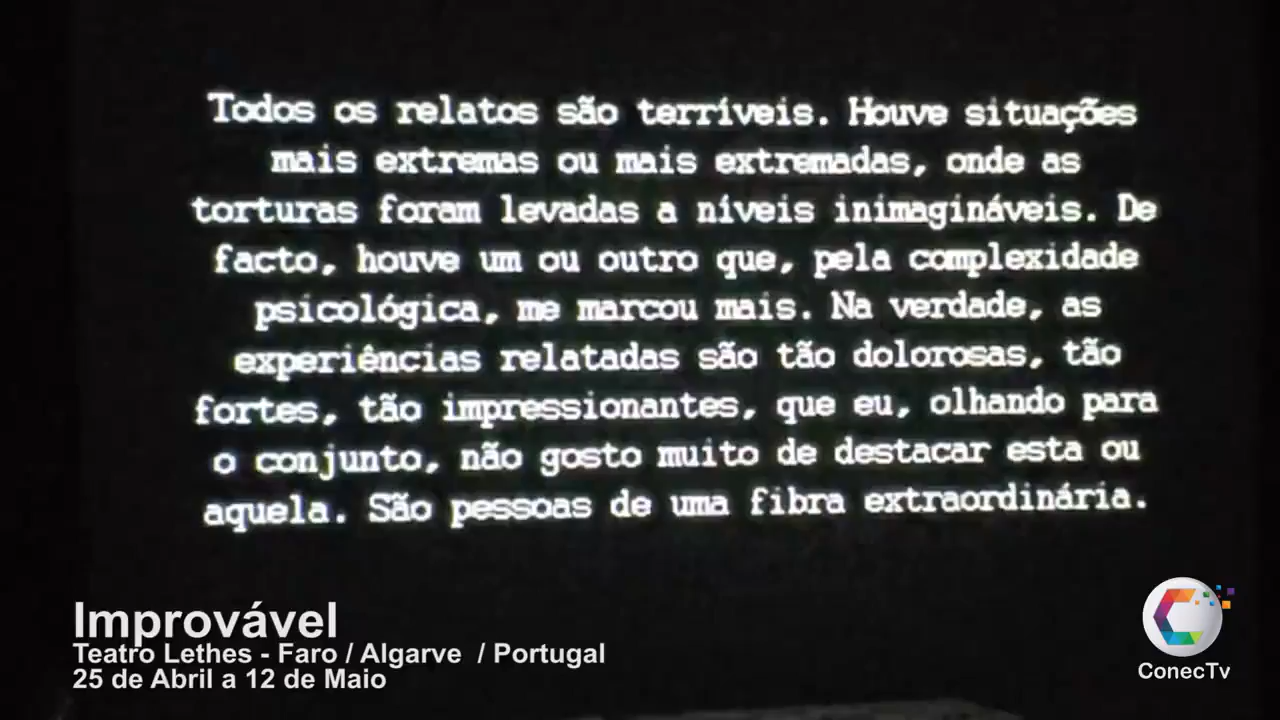 Todos os relatos são terríveis. Houve situações
mais extremas ou mais extremadas, onde as
torturas foram levadas a níveis inimagináveis. De
facto, houve um ou outro que, pela complexidade
psicológica, me marcou mais. Na verdade, as
experiências relatadas são tão dolorosas, tão
fortes, tão impressionantes, que eu, olhando para
o conjunto, não gosto muito de destacar esta ou
aquela. São pessoas de uma fibra extraordinária.
Improvável
Teatro Lethes - Faro / Algarve / Portugal
25 de Abril a 12 de Maio
ConecTv